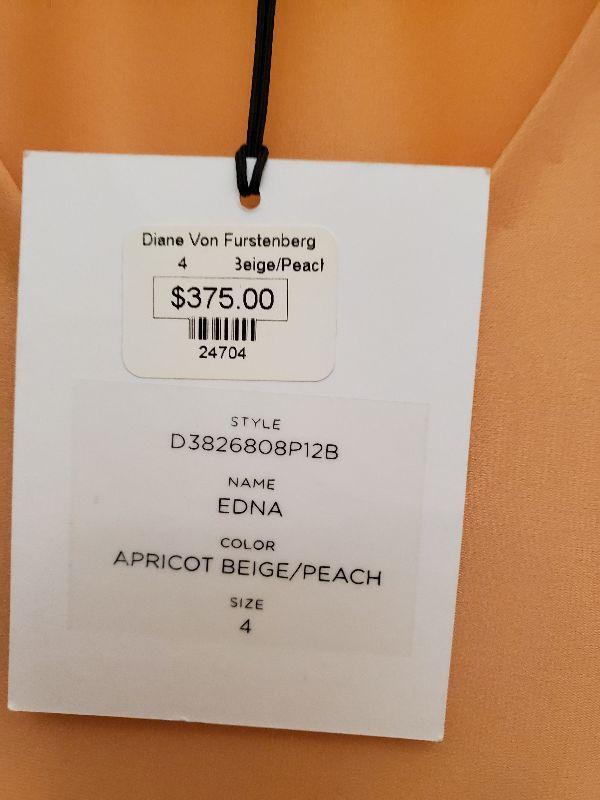 Diane Von Furstenberg
4 Beige/Peach
$375.00
24704
STYLE
D3826808P12B
NAME
EDNA
COLOR
APRICOT BEIGE/PEACH
SIZE
4